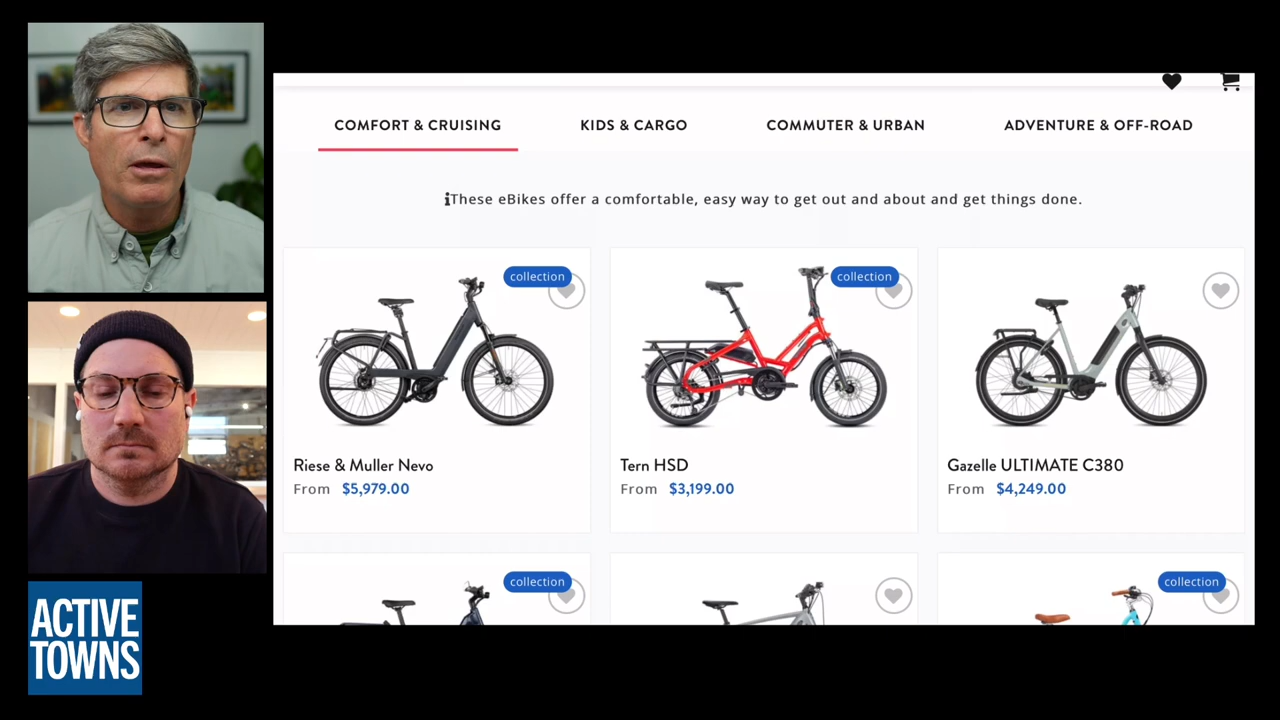 COMFORT & CRUISING
KIDS & CARGO
COMMUTER & URBAN
ADVENTURE & OFF-ROAD
These eBikes offer a comfortable, easy way to get out and about and get things done.
collection
collection
Riese & Muller Nevo
From $5,979.00
Tern HSD
From $3,199.00
Gazelle ULTIMATE C380
From $4,249.00
collection
collection
ACTIVE
TOWNS